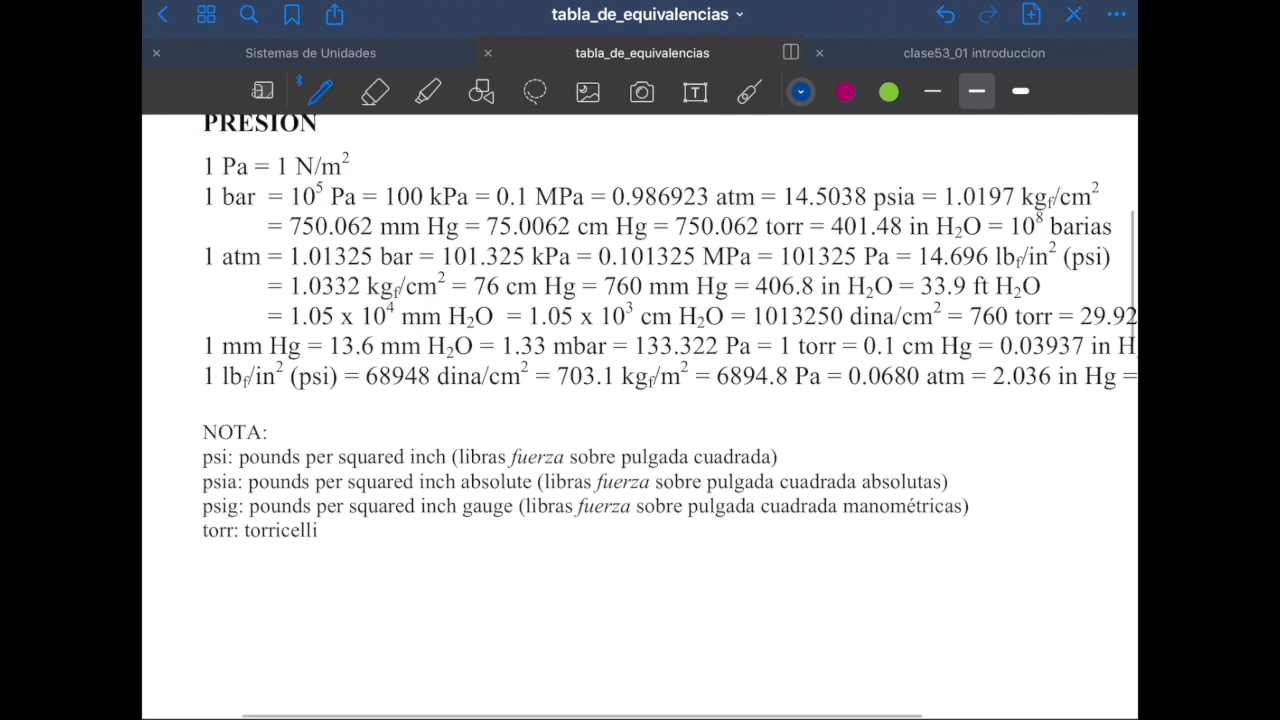 tabla_de_equivalencias
Sistemas de Unidades
tabla_de_equivalencias
clase53_01 introduccion
PRESIÓN
1 Pa = 1 N/m²
1 bar = 10⁵ Pa = 100 kPa = 0.1 MPa = 0.986923 atm = 14.5038 psia = 1.0197 kgf/cm²
= 750.062 mm Hg = 75.0062 cm Hg = 750.062 torr = 401.48 in H₂O = 10⁸ barias
1 atm = 1.01325 bar = 101.325 kPa = 0.101325 MPa = 101325 Pa = 14.696 lbf/in² (psi)
= 1.0332 kgf/cm² = 76 cm Hg = 760 mm Hg = 406.8 in H₂O = 33.9 ft H₂O
= 1.05 x 10⁴ mm H₂O = 1.05 x 10³ cm H₂O = 1013250 dina/cm² = 760 torr = 29.92
1 mm Hg = 13.6 mm H₂O = 1.33 mbar = 133.322 Pa = 1 torr = 0.1 cm Hg = 0.03937 in H
1 lbf/in² (psi) = 68948 dina/cm² = 703.1 kgf/m² = 6894.8 Pa = 0.0680 atm = 2.036 in Hg =
NOTA:
psi: pounds per squared inch (libras fuerza sobre pulgada cuadrada)
psia: pounds per squared inch absolute (libras fuerza sobre pulgada cuadrada absolutas)
psig: pounds per squared inch gauge (libras fuerza sobre pulgada cuadrada manométricas)
torr: torricelli